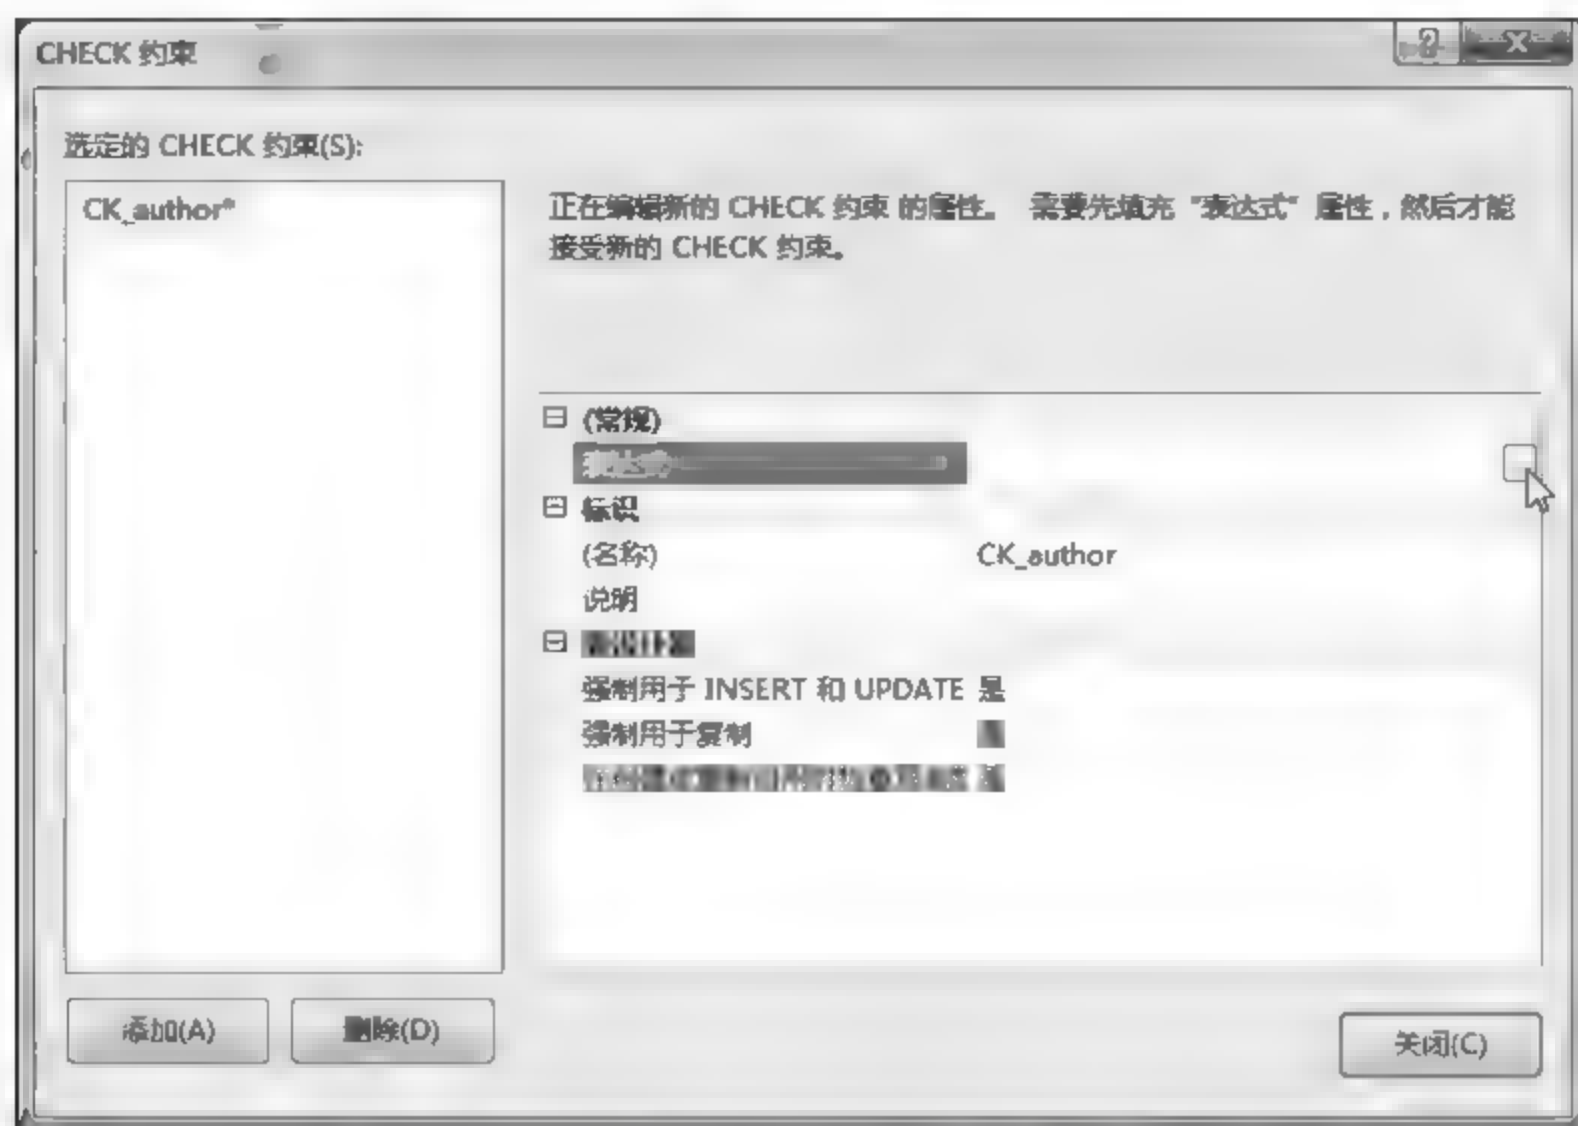 CHECK 约束
选定的 CHECK 约束(S):
CK_author*
正在编辑新的 CHECK 约束 的属性。 需要先填充 "表达式" 属性，然后才能
接受新的 CHECK 约束。
(常规)
表达式
标识
(名称) CK_author
说明
强制用于 INSERT 和 UPDATE 是
强制用于复制
添加(A) 删除(D)
关闭(C)